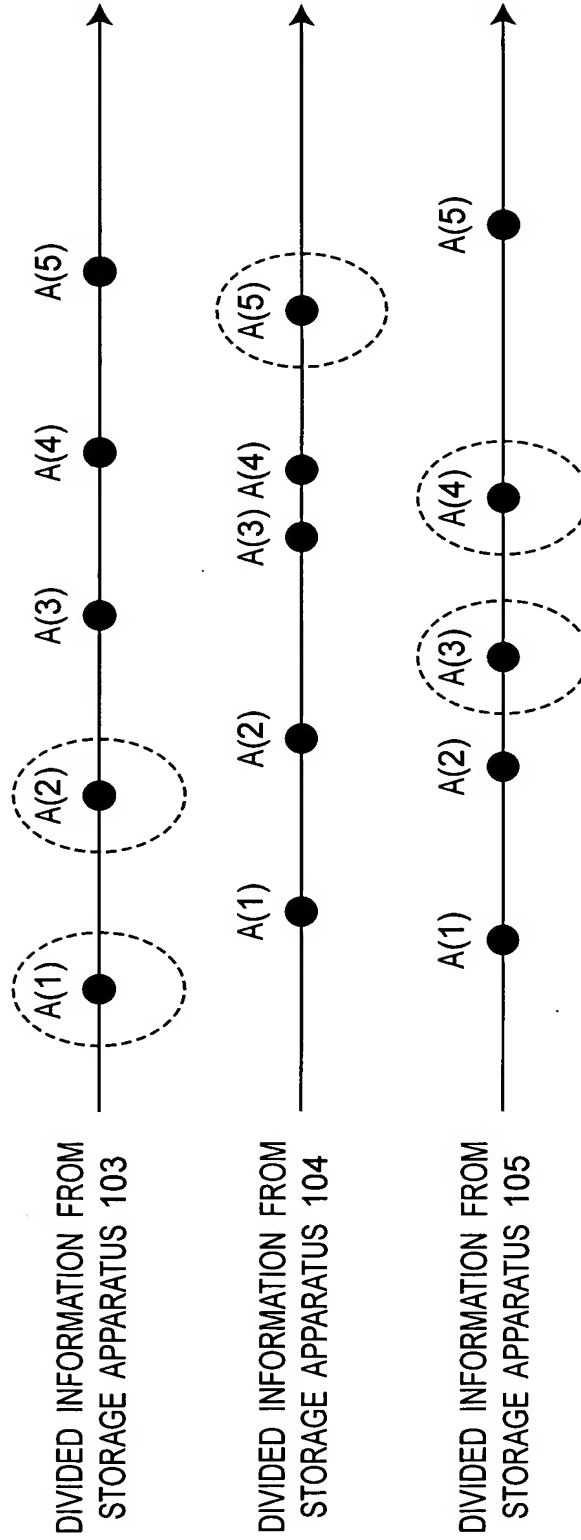 DIVIDED INFORMATION FROM
STORAGE APPARATUS 103
A(1)
A(2)
A(3)
A(4)
A(5)
DIVIDED INFORMATION FROM
STORAGE APPARATUS 104
A(1)
A(2)
A(3)
A(4)
A(5)
DIVIDED INFORMATION FROM
STORAGE APPARATUS 105
A(1)
A(2)
A(3)
A(4)
A(5)